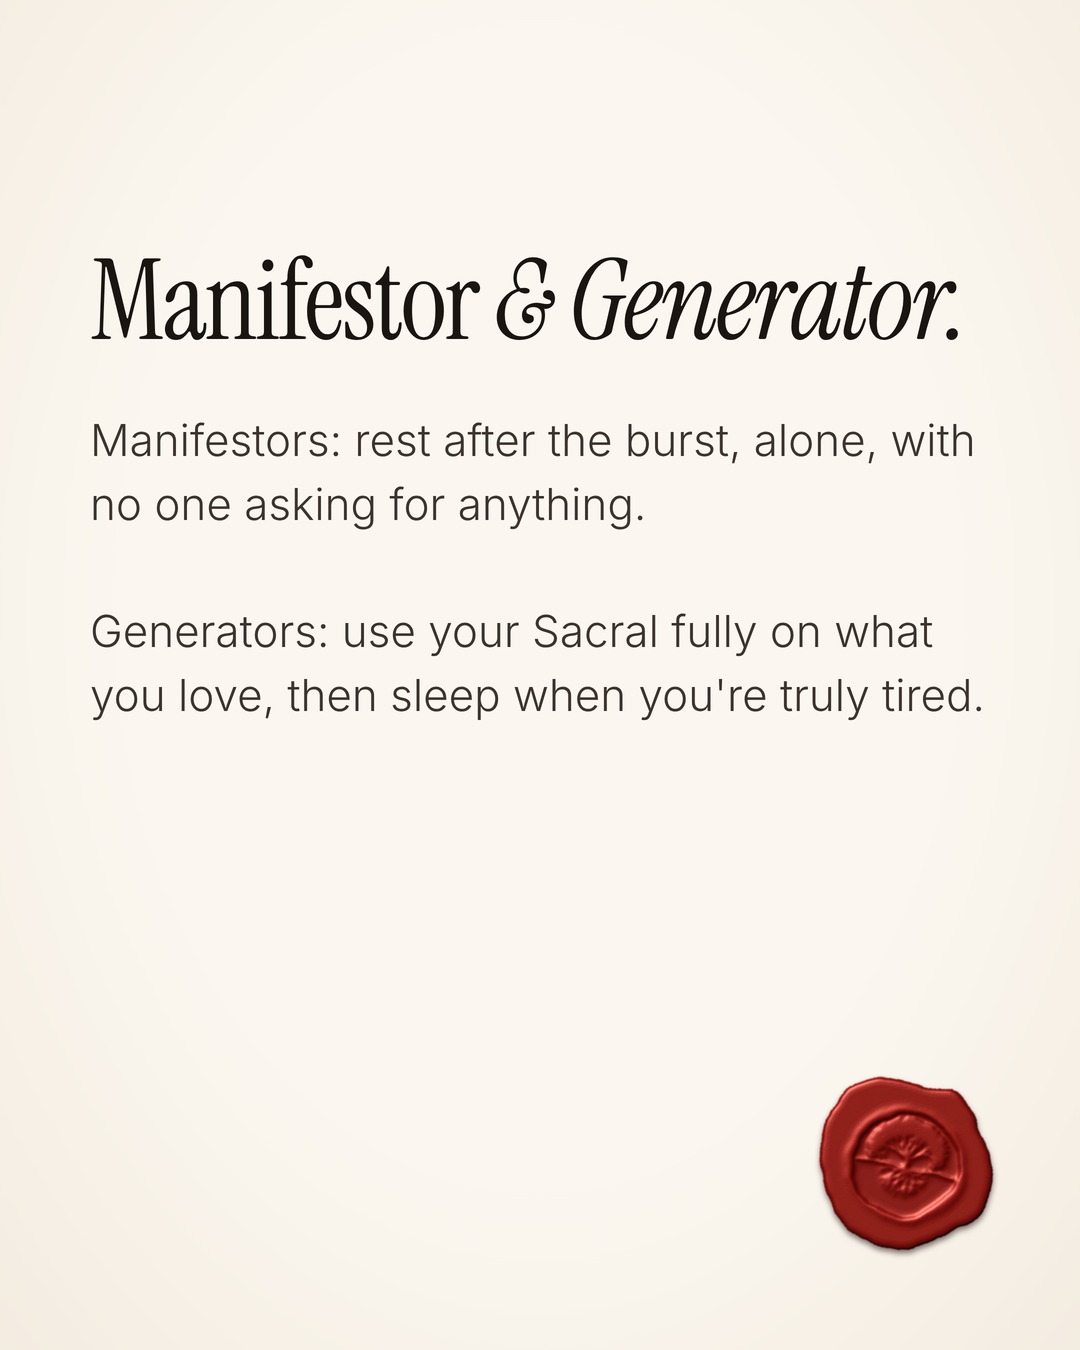 Manifestor & Generator.
Manifestors: rest after the burst, alone, with
no one asking for anything.
Generators: use your Sacral fully on what
you love, then sleep when you're truly tired.